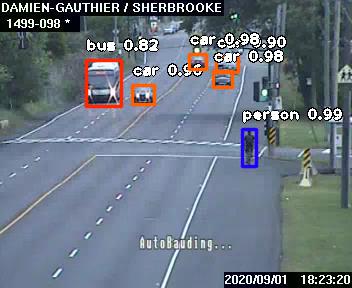 DAMIEN-GAUTHIER / SHERBROOKE
1499-098 *
bus 0.82
car 0.98
.90
car 0.98
car 0.96
person 0.99
AutoBauding...
2020/09/01 18:23:20